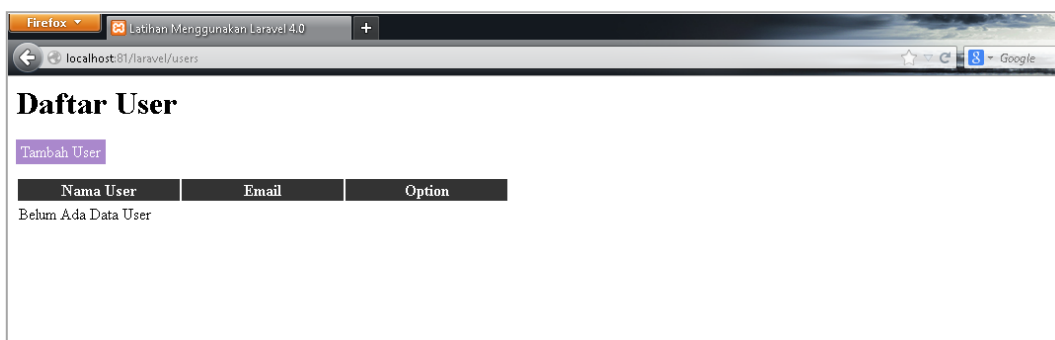 Firefox
Latihan Menggunakan Laravel 4.0
localhost:81/laravel/users
Google
Daftar User
Tambah User
Nama User Email Option
Belum Ada Data User